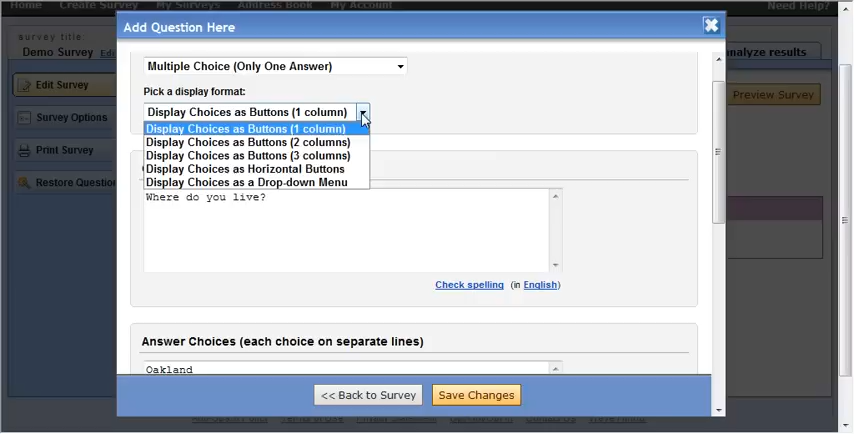 Home Create Survey My Surveys Address Book My Account Need Help?
Add Question Here
survey title:
Demo Survey
Multiple Choice (Only One Answer)
nalyze results
Edit Survey
Pick a display format:
Preview Survey
Display Choices as Buttons (1 column)
Survey Options
Display Choices as Buttons (1 column)
Display Choices as Buttons (2 columns)
Print Survey
Display Choices as Buttons (3 columns)
Display Choices as Horizontal Buttons
Restore Question
Display Choices as a Drop-down Menu
Where do you live?
Check spelling (in English)
Answer Choices (each choice on separate lines)
Oakland
<< Back to Survey Save Changes